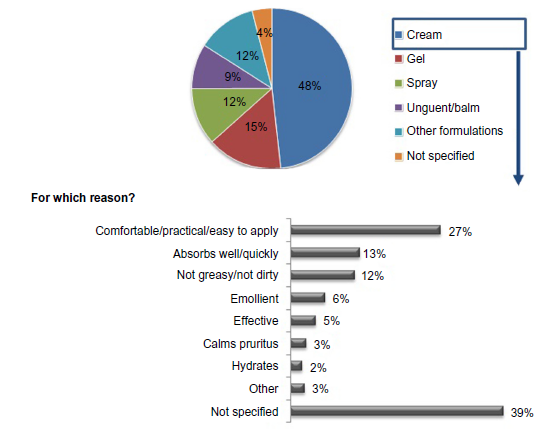 4%
12%
9%
12%
15%
48%
Cream
Gel
Spray
Unguent/balm
Other formulations
Not specified
For which reason?
Comfortable/practical/easy to apply 27%
Absorbs well/quickly 13%
Not greasy/not dirty 12%
Emollient 6%
Effective 5%
Calms pruritus 3%
Hydrates 2%
Other 3%
Not specified 39%